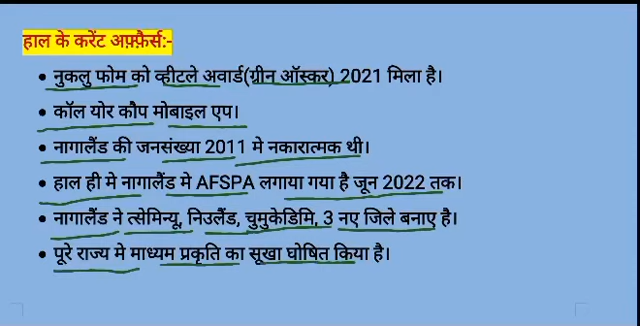 हाल के करेंट अफ़्फ़ैर्स:-
• नुकलु फोम को व्हीटले अवार्ड(ग्रीन ऑस्कर) 2021 मिला है।
• कॉल योर कौप मोबाइल एप।
• नागालैंड की जनसंख्या 2011 मे नकारात्मक थी।
• हाल ही मे नागालैंड मे AFSPA लगाया गया है जून 2022 तक।
• नागालैंड ने त्सेमिन्यू, निउलैंड, चुमुकेडिमि, 3 नए जिले बनाए है।
• पूरे राज्य मे माध्यम प्रकृति का सूखा घोषित किया है।